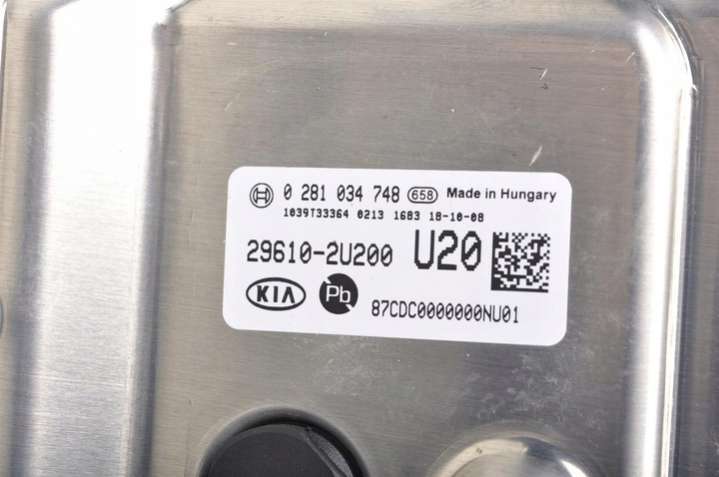 0 281 034 748 658 Made in Hungary
1039T33364 0213 1683 18-10-08
29610-2U200 U20
KIA Pb 87CDC0000000NU01